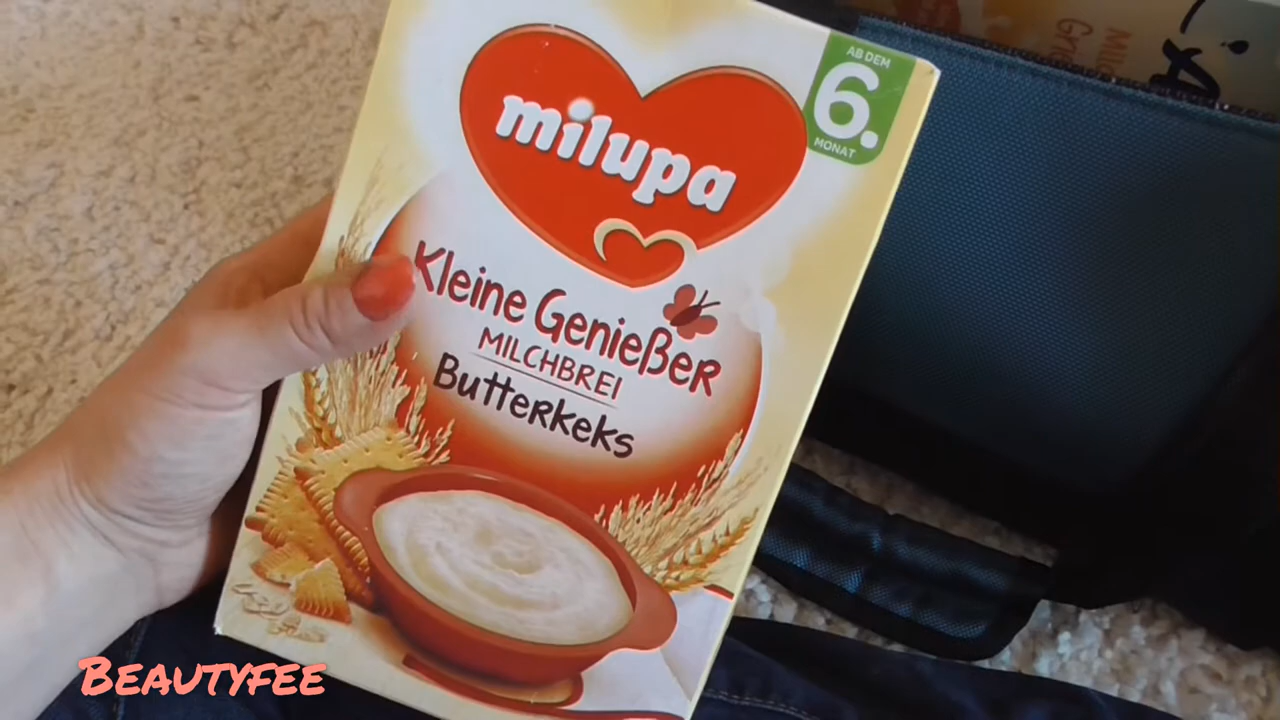 milupa
AB DEM
6.
MONAT
Kleine Genießer
MILCHBREI
Butterkeks
BEAUTYFEE